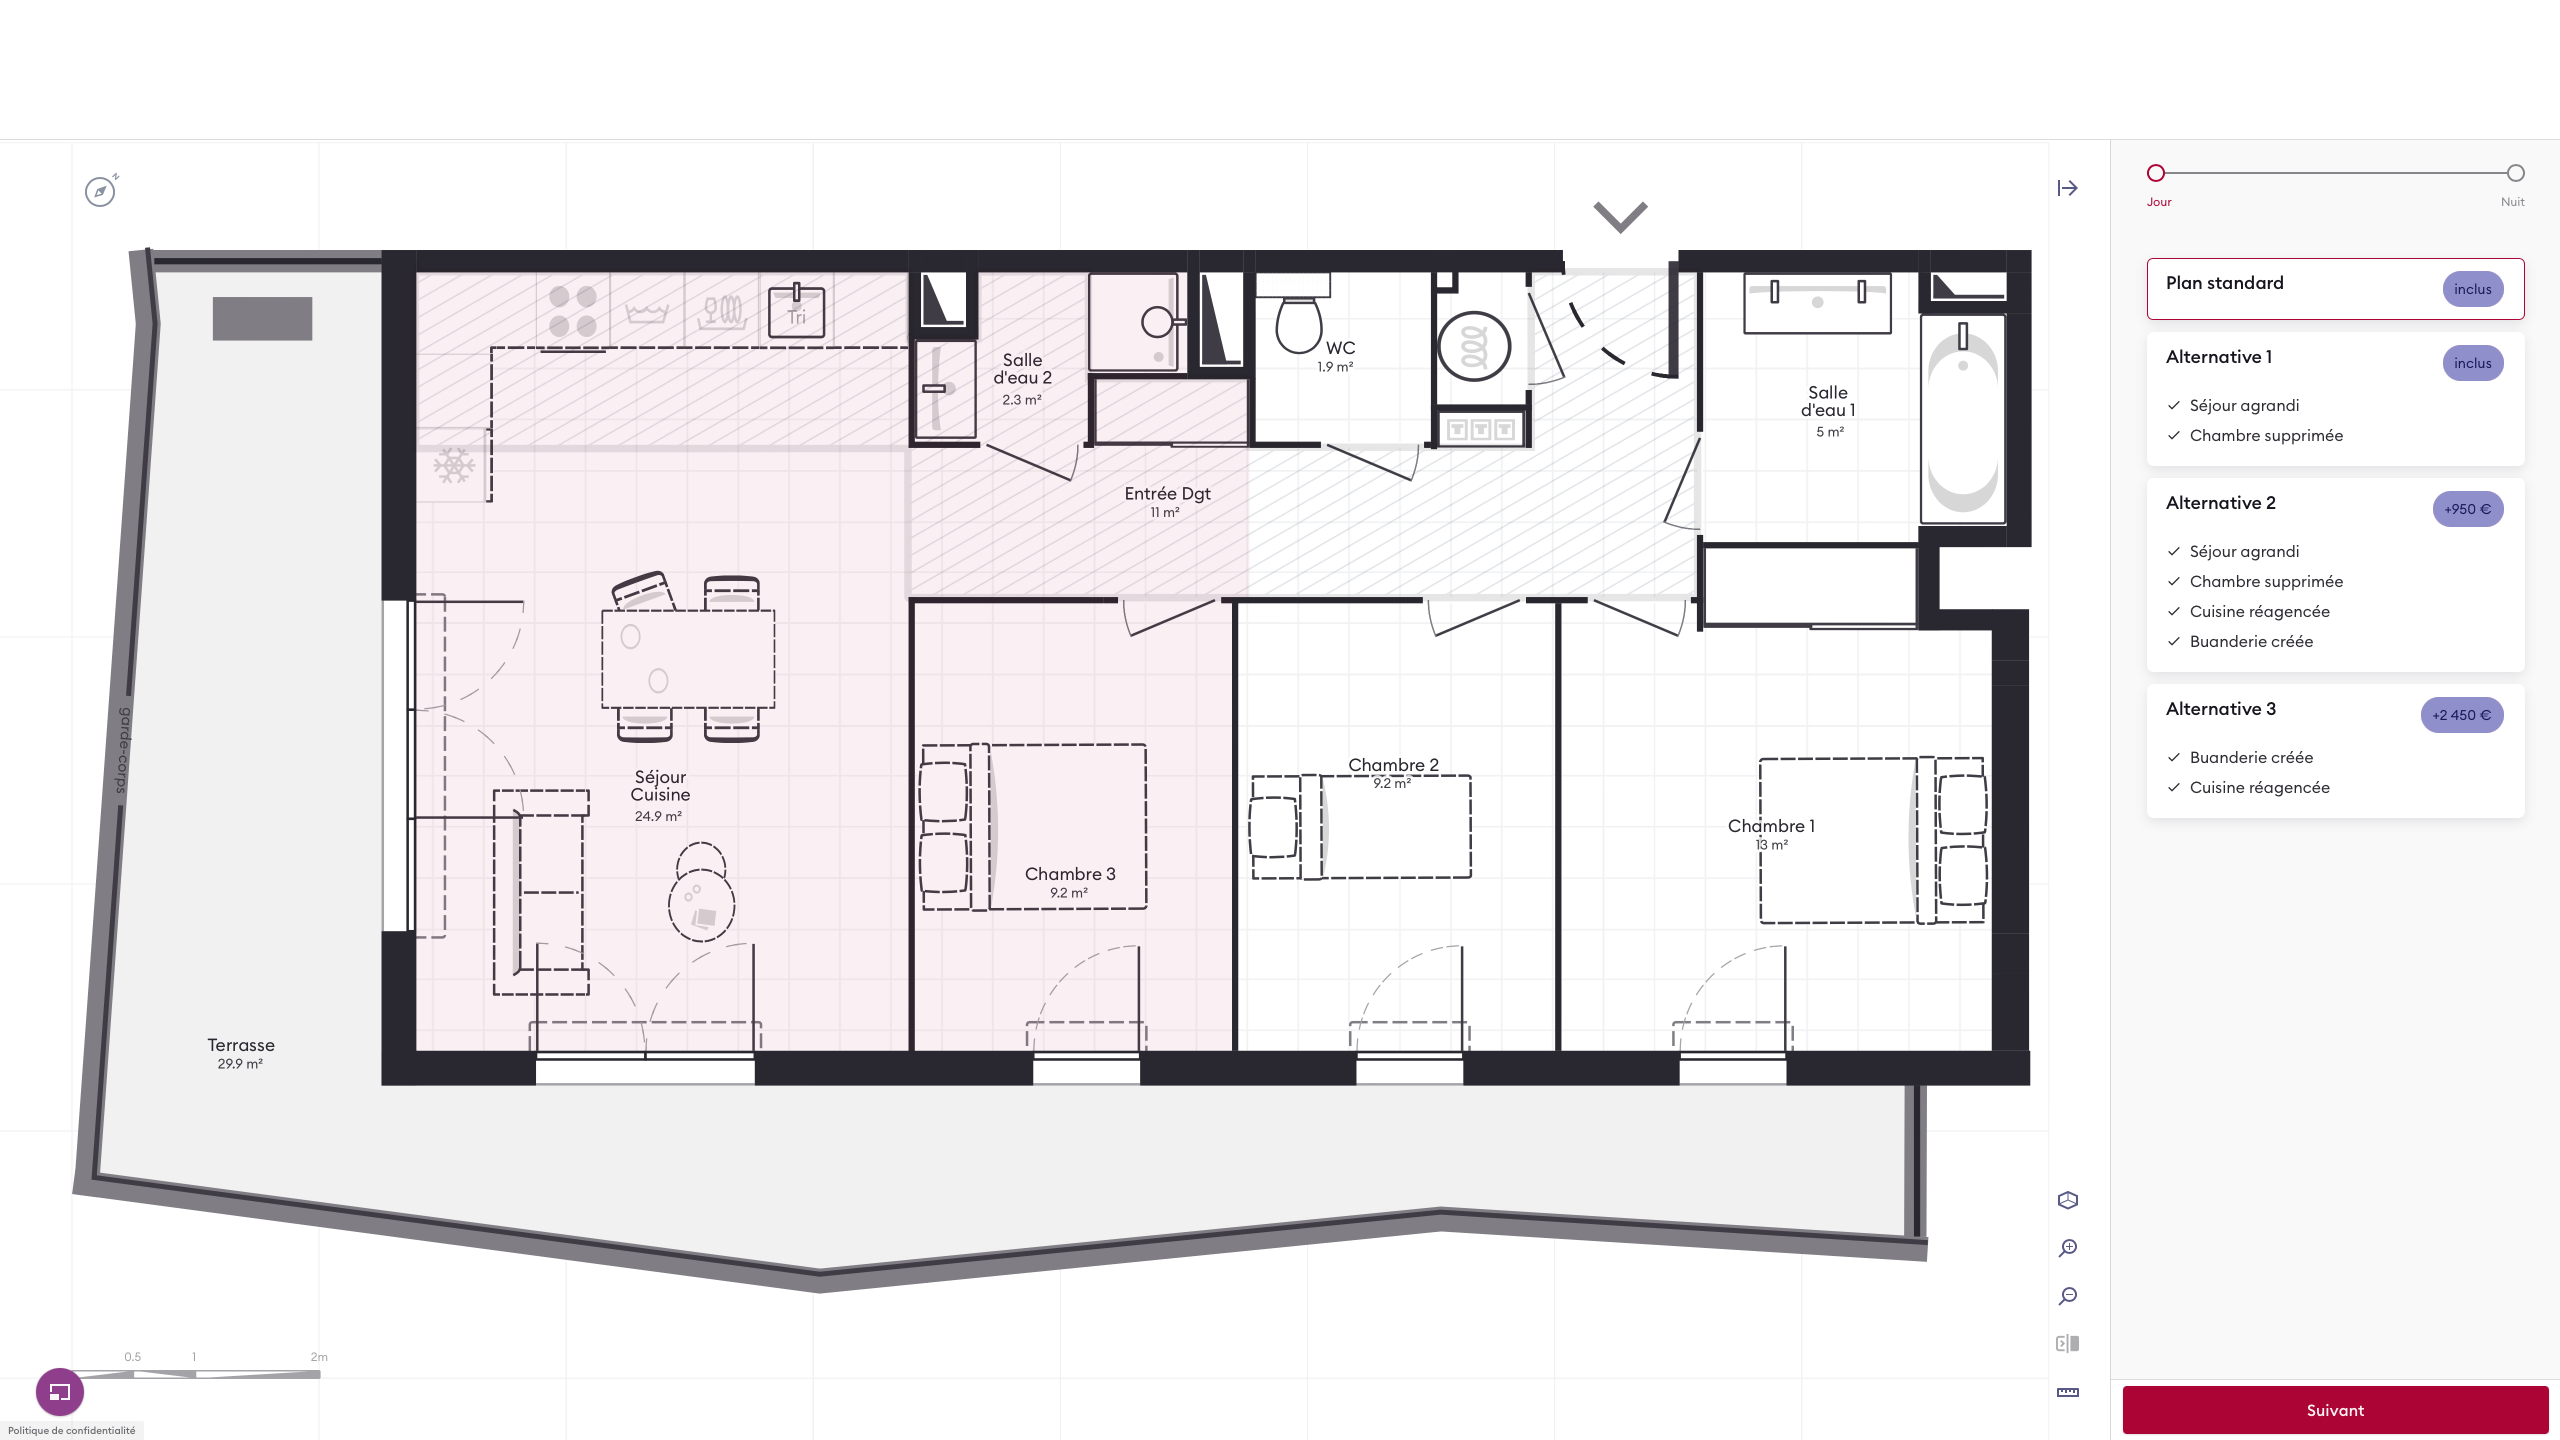 N
Jour
Nuit
Plan standard
inclus
Alternative 1
inclus
Séjour agrandi
Chambre supprimée
Alternative 2
+950 €
Séjour agrandi
Chambre supprimée
Cuisine réagencée
Buanderie créée
Alternative 3
+2 450 €
Buanderie créée
Cuisine réagencée
Tri
Salle
d'eau 2
2.3 m²
WC
1.9 m²
Salle
d'eau 1
5 m²
Entrée Dgt
11 m²
garde-corps
Séjour
Cuisine
24.9 m²
Chambre 3
9.2 m²
Chambre 2
9.2 m²
Chambre 1
13 m²
Terrasse
29.9 m²
0.5
1
2m
Politique de confidentialité
Suivant